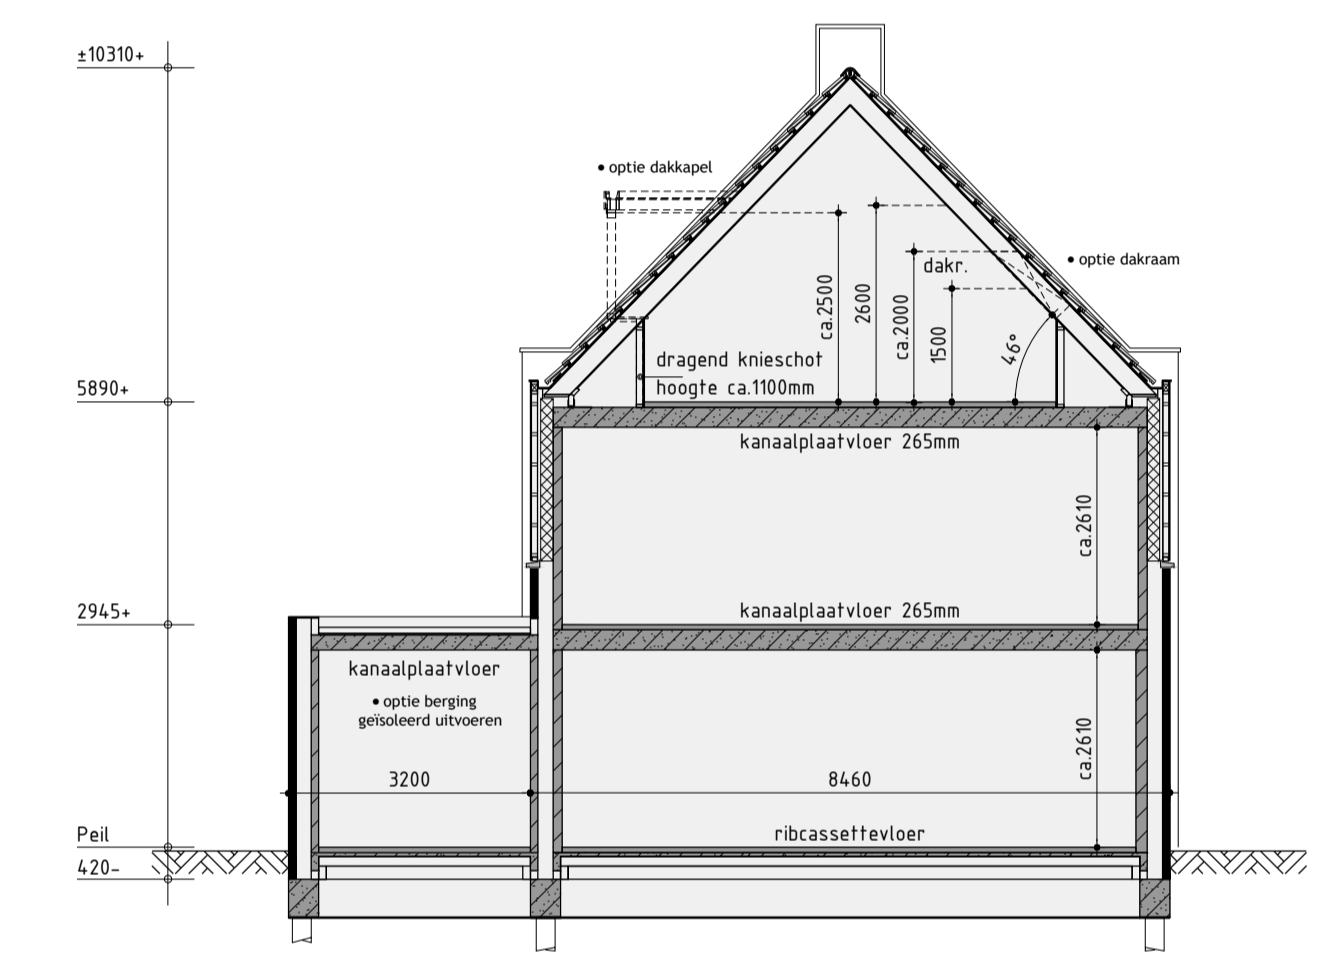 ±10310+
• optie dakkapel
• optie dakraam
dakr.
ca.2500
2600
ca.2000
1500
46°
dragend knieschot
hoogte ca.1100mm
5890+
kanaalplaatvloer 265mm
ca.2610
kanaalplaatvloer 265mm
2945+
kanaalplaatvloer
• optie berging
geïsoleerd uitvoeren
ca.2610
3200
8460
ribcassettevloer
Peil
420-